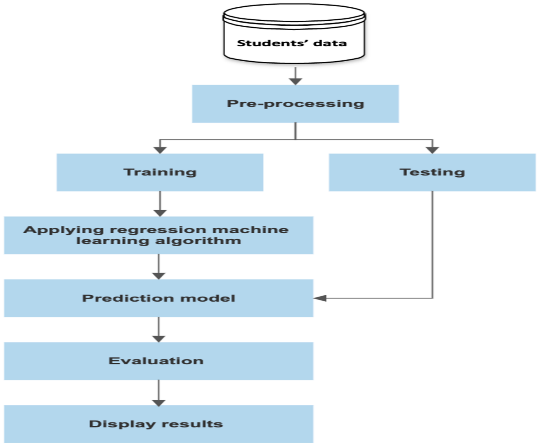 Students’ data
Pre-processing
Training
Testing
Applying regression machine
learning algorithm
Prediction model
Evaluation
Display results